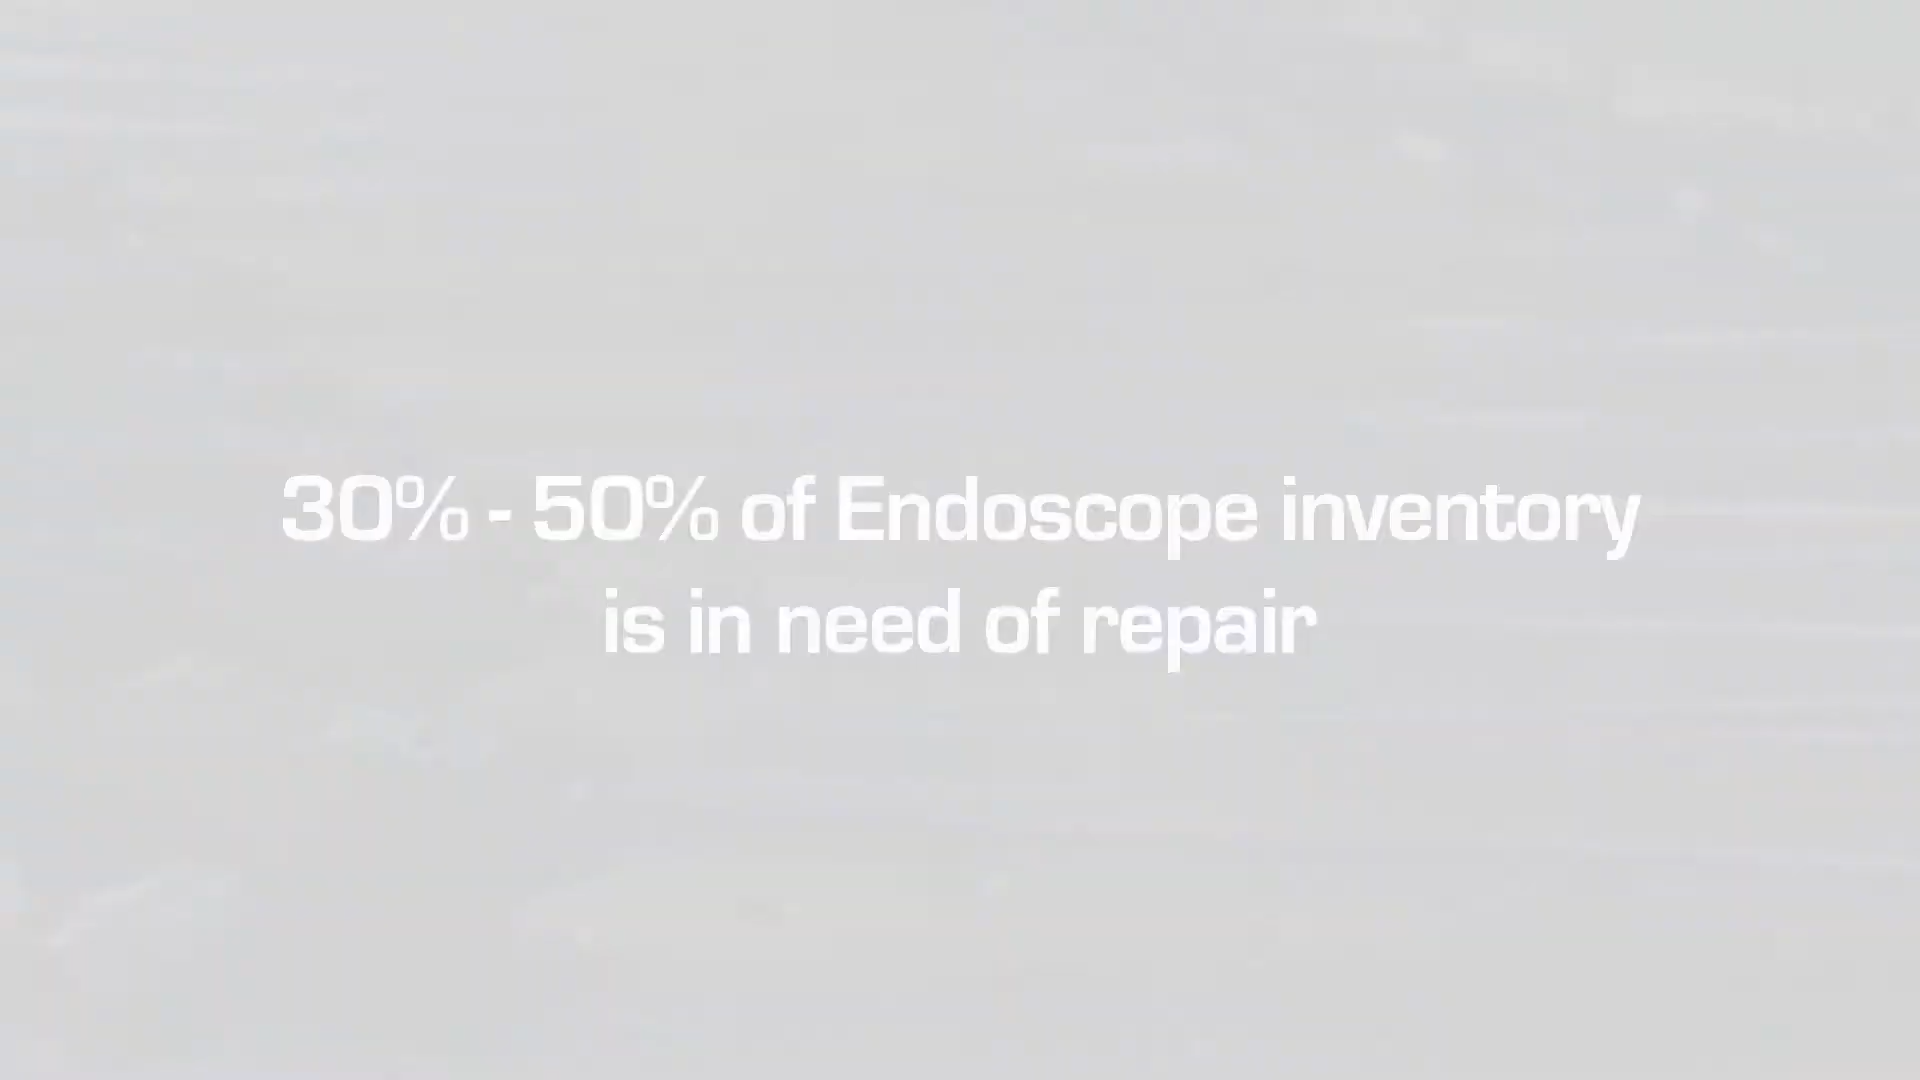 30% - 50% of Endoscope inventory
is in need of repair